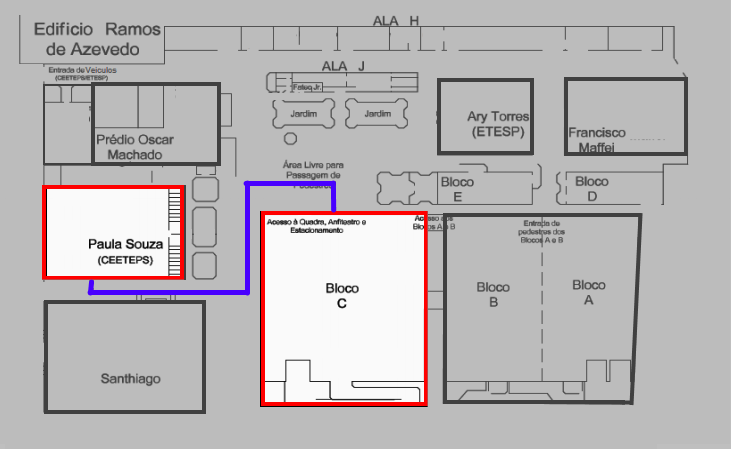 ALA H
Edifício Ramos
de Azevedo
ALA J
Entrada de Veículos
(CEETEPS/ETESP)
Fateq Jr.
Jardim
Jardim
Ary Torres
(ETESP)
Francisco
Maffei
Prédio Oscar
Machado
Área Livre para
Passagem de
Bloco
E
Bloco
D
Paula Souza
(CEETEPS)
Acesso à Quadra, Anfiteatro e
Estacionamento
Acesso aos
Blocos A e B
Entrada de
pedestres dos
Blocos A e B
Bloco
C
Bloco
B
Bloco
A
Santhiago